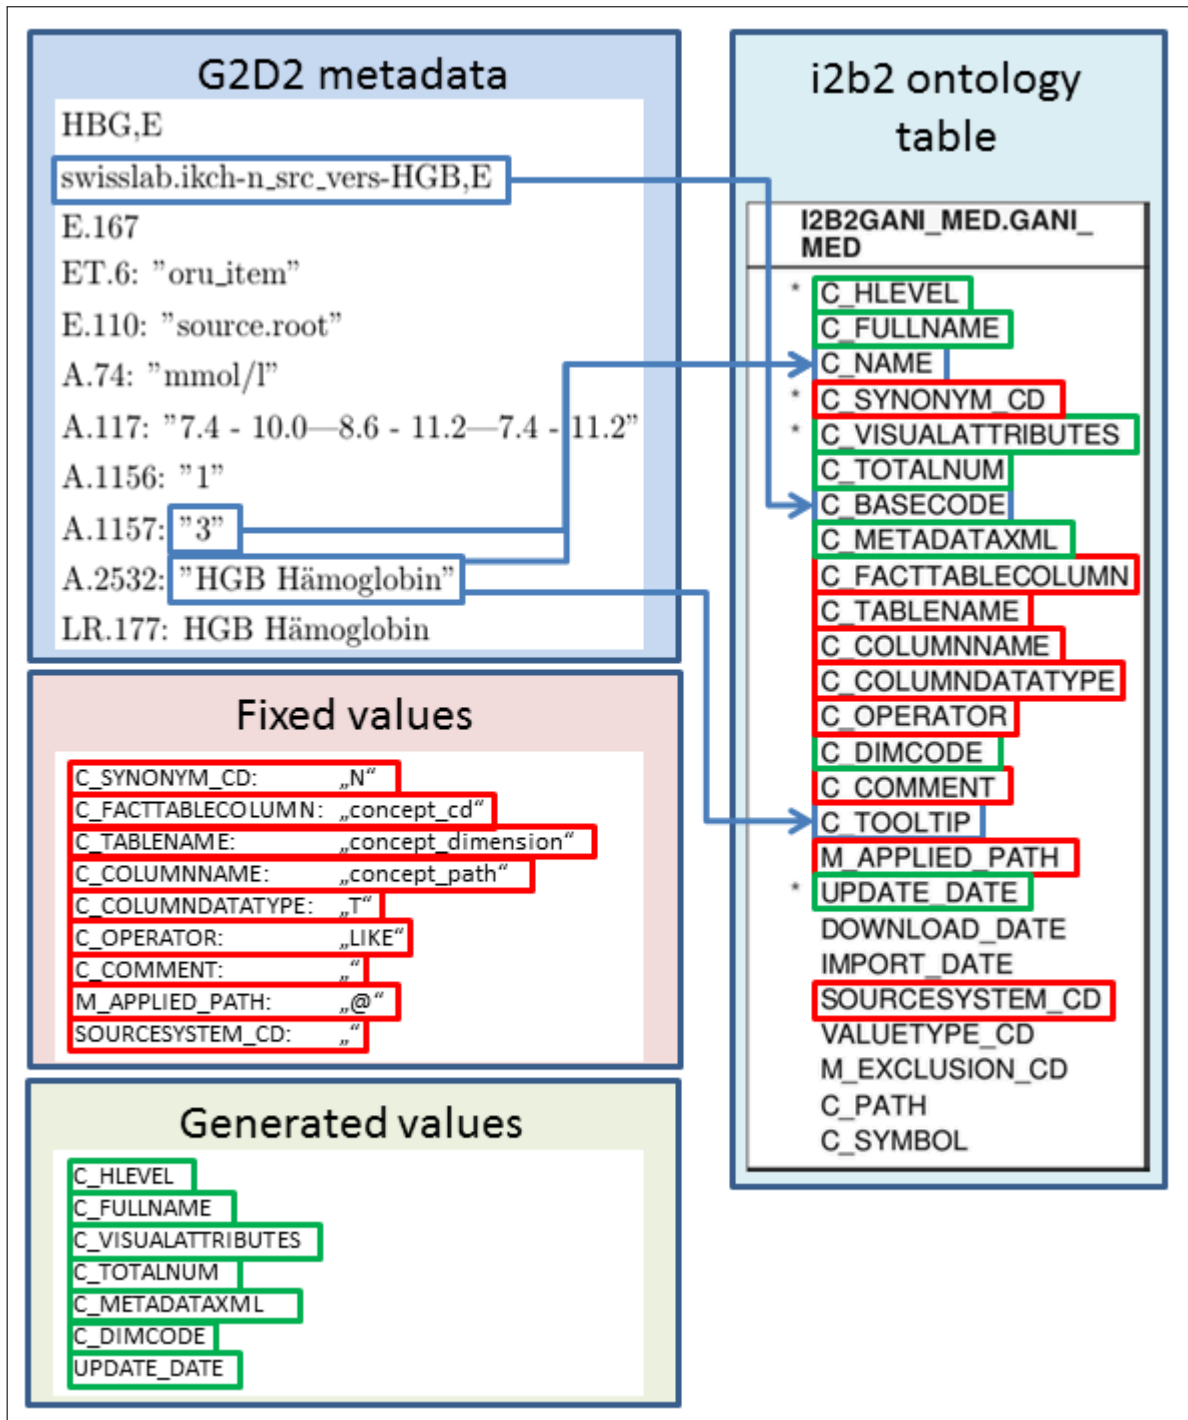 G2D2 metadata
HBG,E
swisslab.ikch-n_src_vers-HGB,E
E.167
ET.6: ”oru_item”
E.110: ”source.root”
A.74: ”mmol/l”
A.117: ”7.4 - 10.0—8.6 - 11.2—7.4 - 11.2”
A.1156: ”1”
A.1157: ”3”
A.2532: ”HGB Hämoglobin”
LR.177: HGB Hämoglobin
Fixed values
C_SYNONYM_CD: „N“
C_FACTTABLECOLUMN: „concept_cd“
C_TABLENAME: „concept_dimension“
C_COLUMNNAME: „concept_path“
C_COLUMNDATATYPE: „T“
C_OPERATOR: „LIKE“
C_COMMENT: „“
M_APPLIED_PATH: „@“
SOURCESYSTEM_CD: „“
Generated values
C_HLEVEL
C_FULLNAME
C_VISUALATTRIBUTES
C_TOTALNUM
C_METADATAXML
C_DIMCODE
UPDATE_DATE
i2b2 ontology
table
I2B2GANI_MED.GANI_
MED
* C_HLEVEL
C_FULLNAME
C_NAME
* C_SYNONYM_CD
* C_VISUALATTRIBUTES
C_TOTALNUM
C_BASECODE
C_METADATAXML
C_FACTTABLECOLUMN
C_TABLENAME
C_COLUMNNAME
C_COLUMNDATATYPE
C_OPERATOR
C_DIMCODE
C_COMMENT
C_TOOLTIP
M_APPLIED_PATH
* UPDATE_DATE
DOWNLOAD_DATE
IMPORT_DATE
SOURCESYSTEM_CD
VALUETYPE_CD
M_EXCLUSION_CD
C_PATH
C_SYMBOL